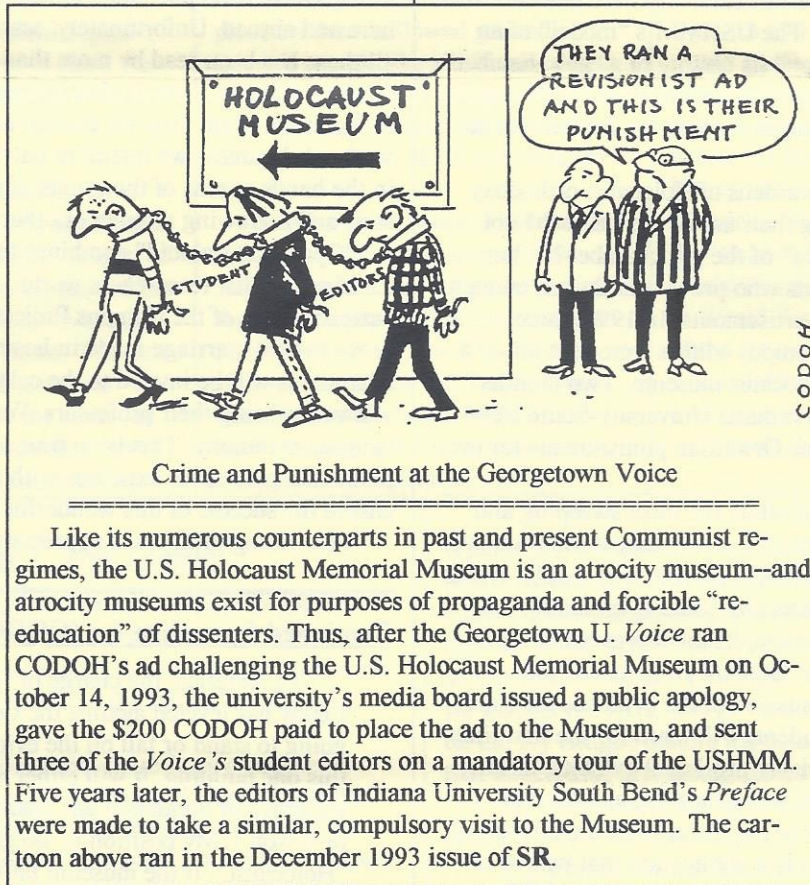 HOLOCAUST
MUSEUM
THEY RAN A
REVISIONIST AD
AND THIS IS THEIR
PUNISHMENT
STUDENT
EDITORS
CODOH
Crime and Punishment at the Georgetown Voice
Like its numerous counterparts in past and present Communist re-
gimes, the U.S. Holocaust Memorial Museum is an atrocity museum--and
atrocity museums exist for purposes of propaganda and forcible “re-
education” of dissenters. Thus, after the Georgetown U. Voice ran
CODOH’s ad challenging the U.S. Holocaust Memorial Museum on Oc-
tober 14, 1993, the university’s media board issued a public apology,
gave the $200 CODOH paid to place the ad to the Museum, and sent
three of the Voice’s student editors on a mandatory tour of the USHMM.
Five years later, the editors of Indiana University South Bend’s Preface
were made to take a similar, compulsory visit to the Museum. The car-
toon above ran in the December 1993 issue of SR.